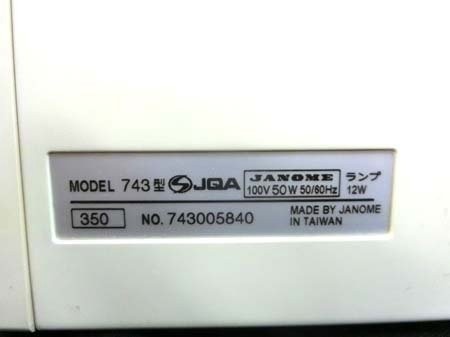 MODEL 743型 JQA JANOME ランプ
100V 50W 50/60Hz 12W
350 NO. 743005840 MADE BY JANOME
IN TAIWAN